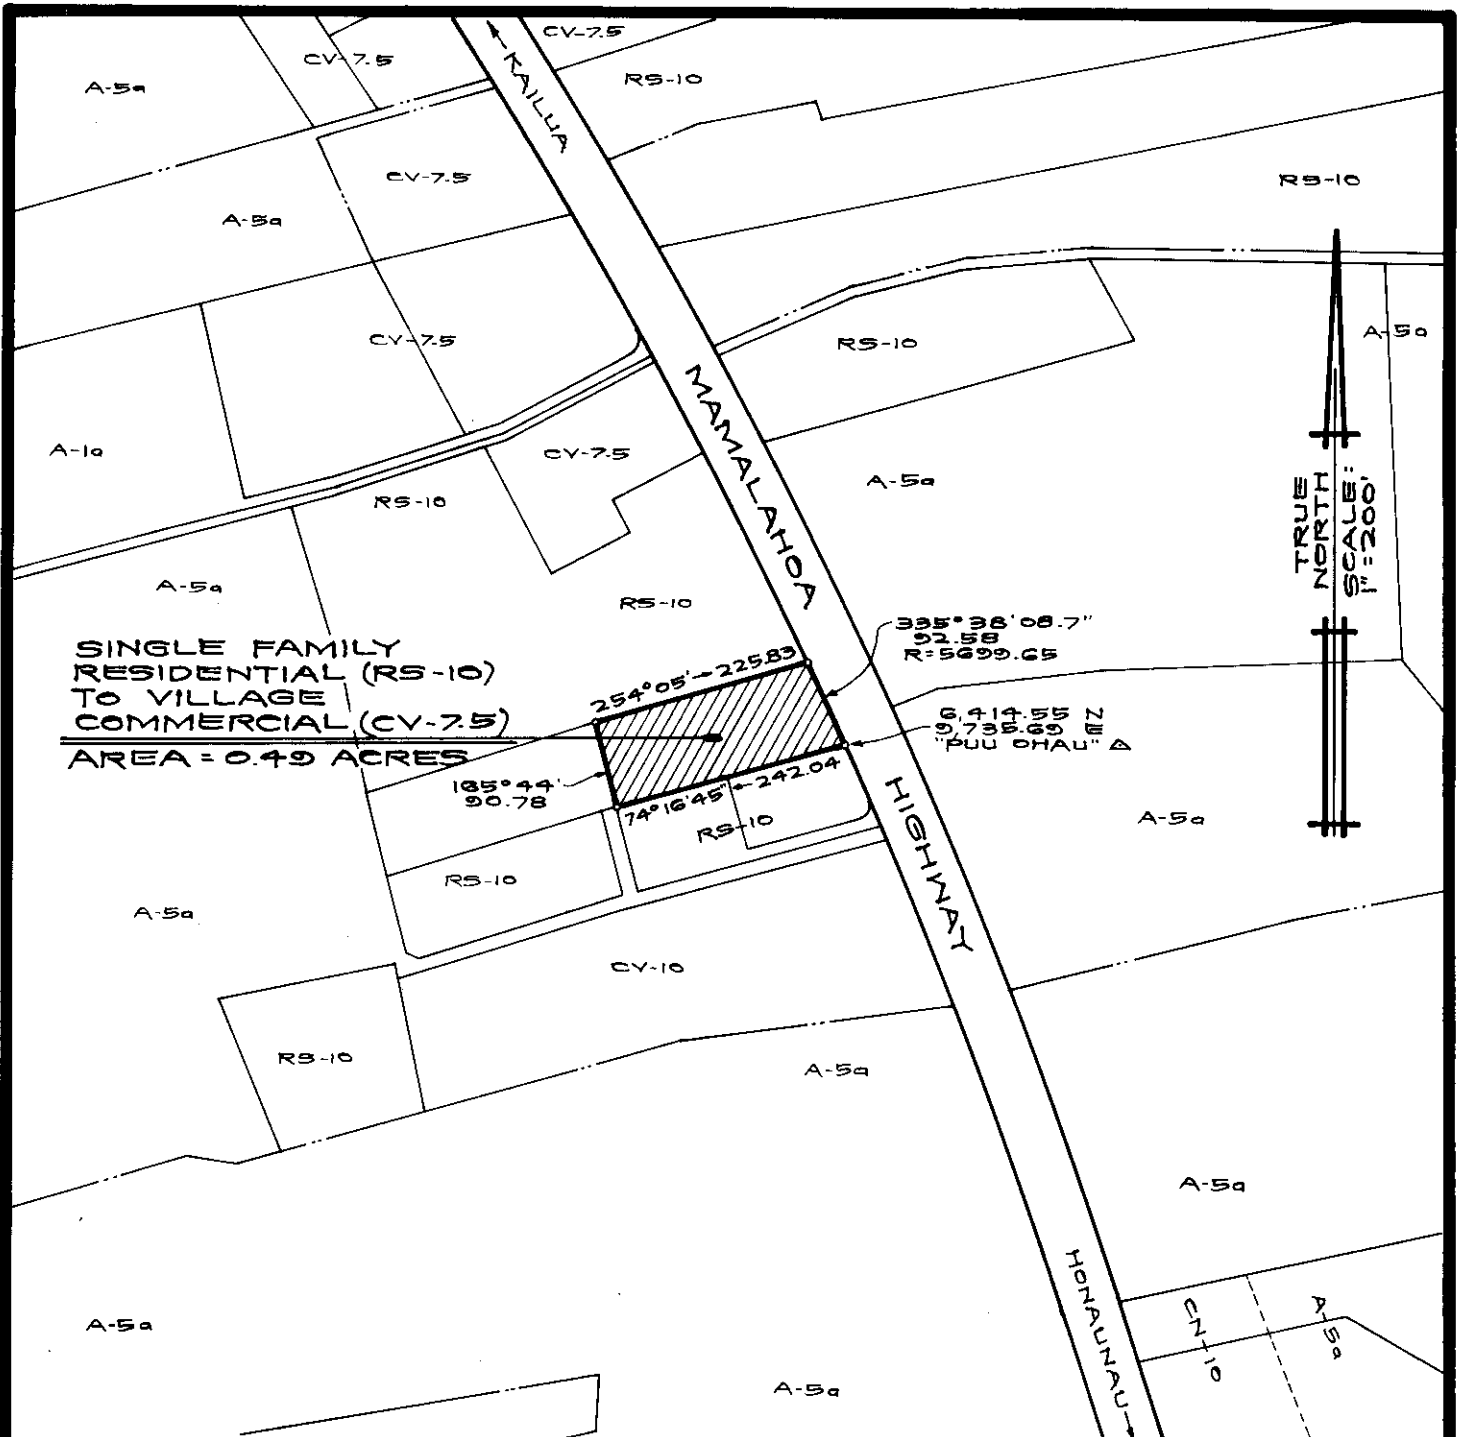 A-5a
CV-7.5
CV-7.5
RS-10
KAILUA
CV-7.5
RS-10
A-5a
CV-7.5
RS-10
A-5a
MAMALAHOA
A-1a
CV-7.5
RS-10
A-5a
TRUE
NORTH
SCALE:
1"=200'
A-5a
RS-10
SINGLE FAMILY
RESIDENTIAL (RS-10)
TO VILLAGE
COMMERCIAL (CV-7.5)
AREA = 0.49 ACRES
254°05' 225.83
335°38'08.7"
92.58
R=5699.65
6,414.55 N
9,735.69 E
"PUU OHAU" Δ
165°44'
90.78
74°16'45" 242.04
RS-10
HIGHWAY
A-5a
RS-10
A-5a
CV-10
RS-10
A-5a
A-5a
HONAUNAU
A-5a
CN-10
A-5a
A-5a